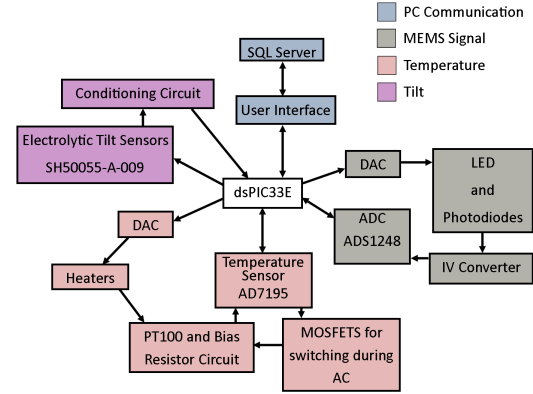 PC Communication
MEMS Signal
Temperature
Tilt
SQL Server
Conditioning Circuit
User Interface
Electrolytic Tilt Sensors
SH50055-A-009
dsPIC33E
DAC
LED
and
Photodiodes
ADC
ADS1248
IV Converter
DAC
Heaters
Temperature
Sensor
AD7195
PT100 and Bias
Resistor Circuit
MOSFETS for
switching during
AC